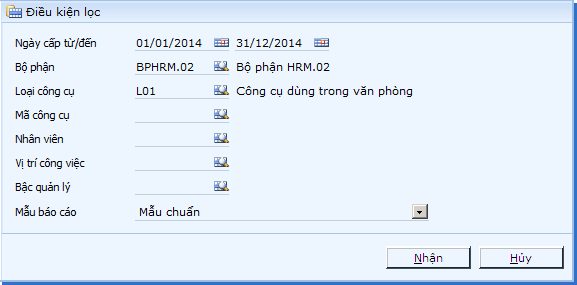 Điều kiện lọc
Ngày cấp từ/đến 01/01/2014 31/12/2014
Bộ phận BPHRM.02 Bộ phận HRM.02
Loại công cụ L01 Công cụ dùng trong văn phòng
Mã công cụ
Nhân viên
Vị trí công việc
Bậc quản lý
Mẫu báo cáo Mẫu chuẩn
Nhận Hủy